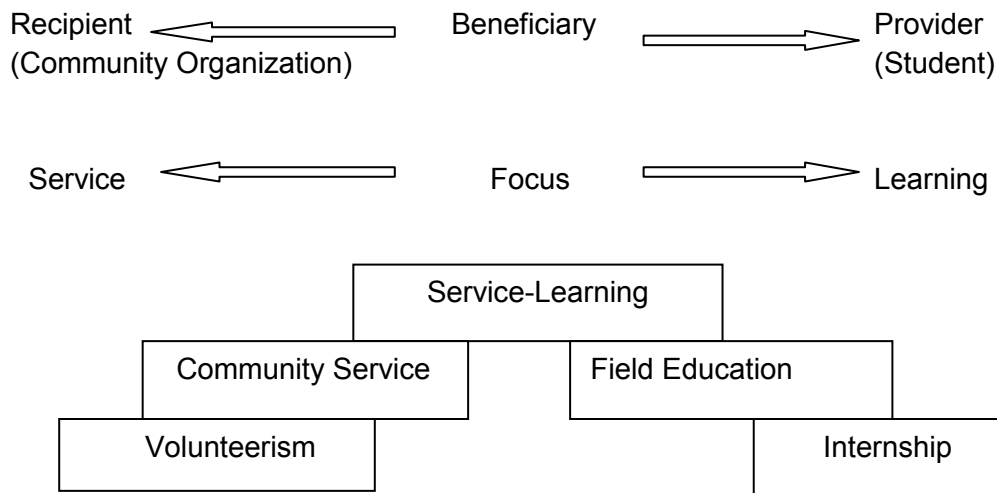 Recipient Beneficiary Provider
(Community Organization) (Student)
Service Focus Learning
Service-Learning
Community Service Field Education
Volunteerism Internship